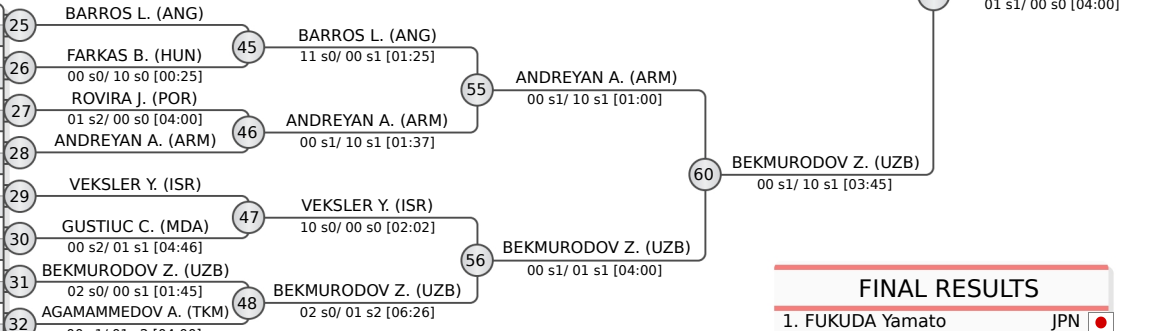 01 s1/ 00 s0 [04:00]
25
BARROS L. (ANG)
26
FARKAS B. (HUN)
00 s0/ 10 s0 [00:25]
45
BARROS L. (ANG)
11 s0/ 00 s1 [01:25]
27
ROVIRA J. (POR)
01 s2/ 00 s0 [04:00]
28
ANDREYAN A. (ARM)
46
ANDREYAN A. (ARM)
00 s1/ 10 s1 [01:37]
55
ANDREYAN A. (ARM)
00 s1/ 10 s1 [01:00]
29
VEKSLER Y. (ISR)
30
GUSTIUC C. (MDA)
00 s2/ 01 s1 [04:46]
47
VEKSLER Y. (ISR)
10 s0/ 00 s0 [02:02]
31
BEKMURODOV Z. (UZB)
02 s0/ 00 s1 [01:45]
32
AGAMAMMEDOV A. (TKM)
48
BEKMURODOV Z. (UZB)
02 s0/ 01 s2 [06:26]
56
BEKMURODOV Z. (UZB)
00 s1/ 01 s1 [04:00]
60
BEKMURODOV Z. (UZB)
00 s1/ 10 s1 [03:45]
FINAL RESULTS
1. FUKUDA Yamato JPN